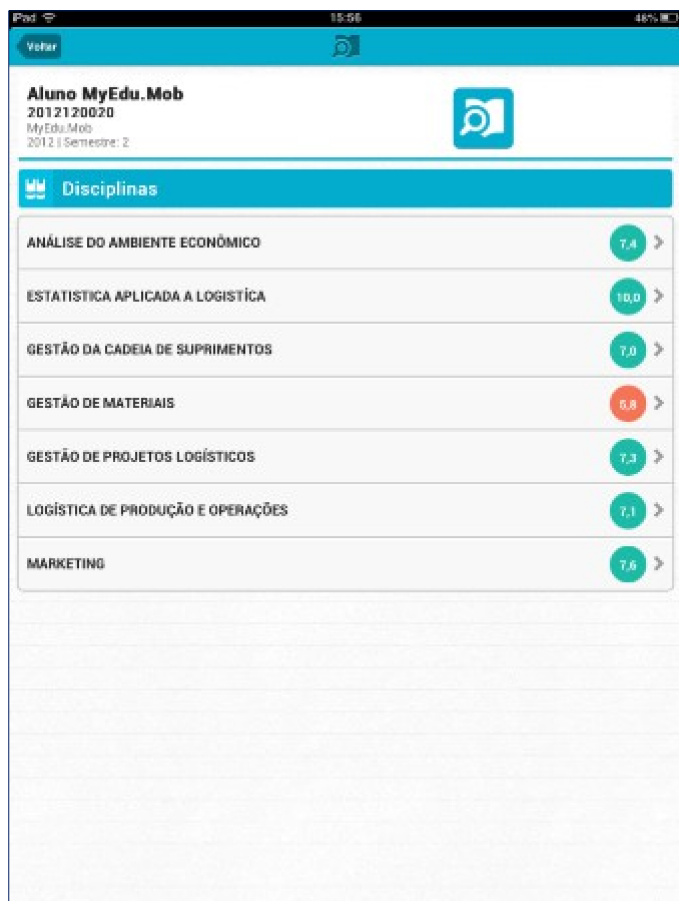 iPad 15:56 48%
Voltar
Aluno MyEdu.Mob
2012120020
MyEdu.Mob
2012 | Semestre: 2
Disciplinas
ANÁLISE DO AMBIENTE ECONÔMICO 7,4
ESTATISTICA APLICADA A LOGISTÍCA 10,0
GESTÃO DA CADEIA DE SUPRIMENTOS 7,0
GESTÃO DE MATERIAIS 5,8
GESTÃO DE PROJETOS LOGÍSTICOS 7,3
LOGÍSTICA DE PRODUÇÃO E OPERAÇÕES 7,1
MARKETING 7,6